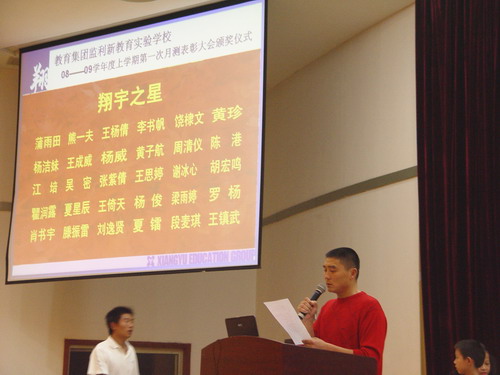 翔
教育集团监利新教育实验学校
08——09学年度上学期第一次月测表彰大会颁奖仪式
翔宇之星
蒲雨田 熊一夫 王杨倩 李书帆 饶棣文 黄珍
杨洁妹 王成威 杨威 黄子航 周清仪 陈港
江培 吴密 张紫倩 王思婷 谢冰心 胡宏鸣
瞿润露 夏星辰 王倚天 杨俊 梁雨婷 罗杨
肖书宇 滕振雷 刘逸贤 夏镭 段麦琪 王镇武
XIANGYU EDUCATION GROUP